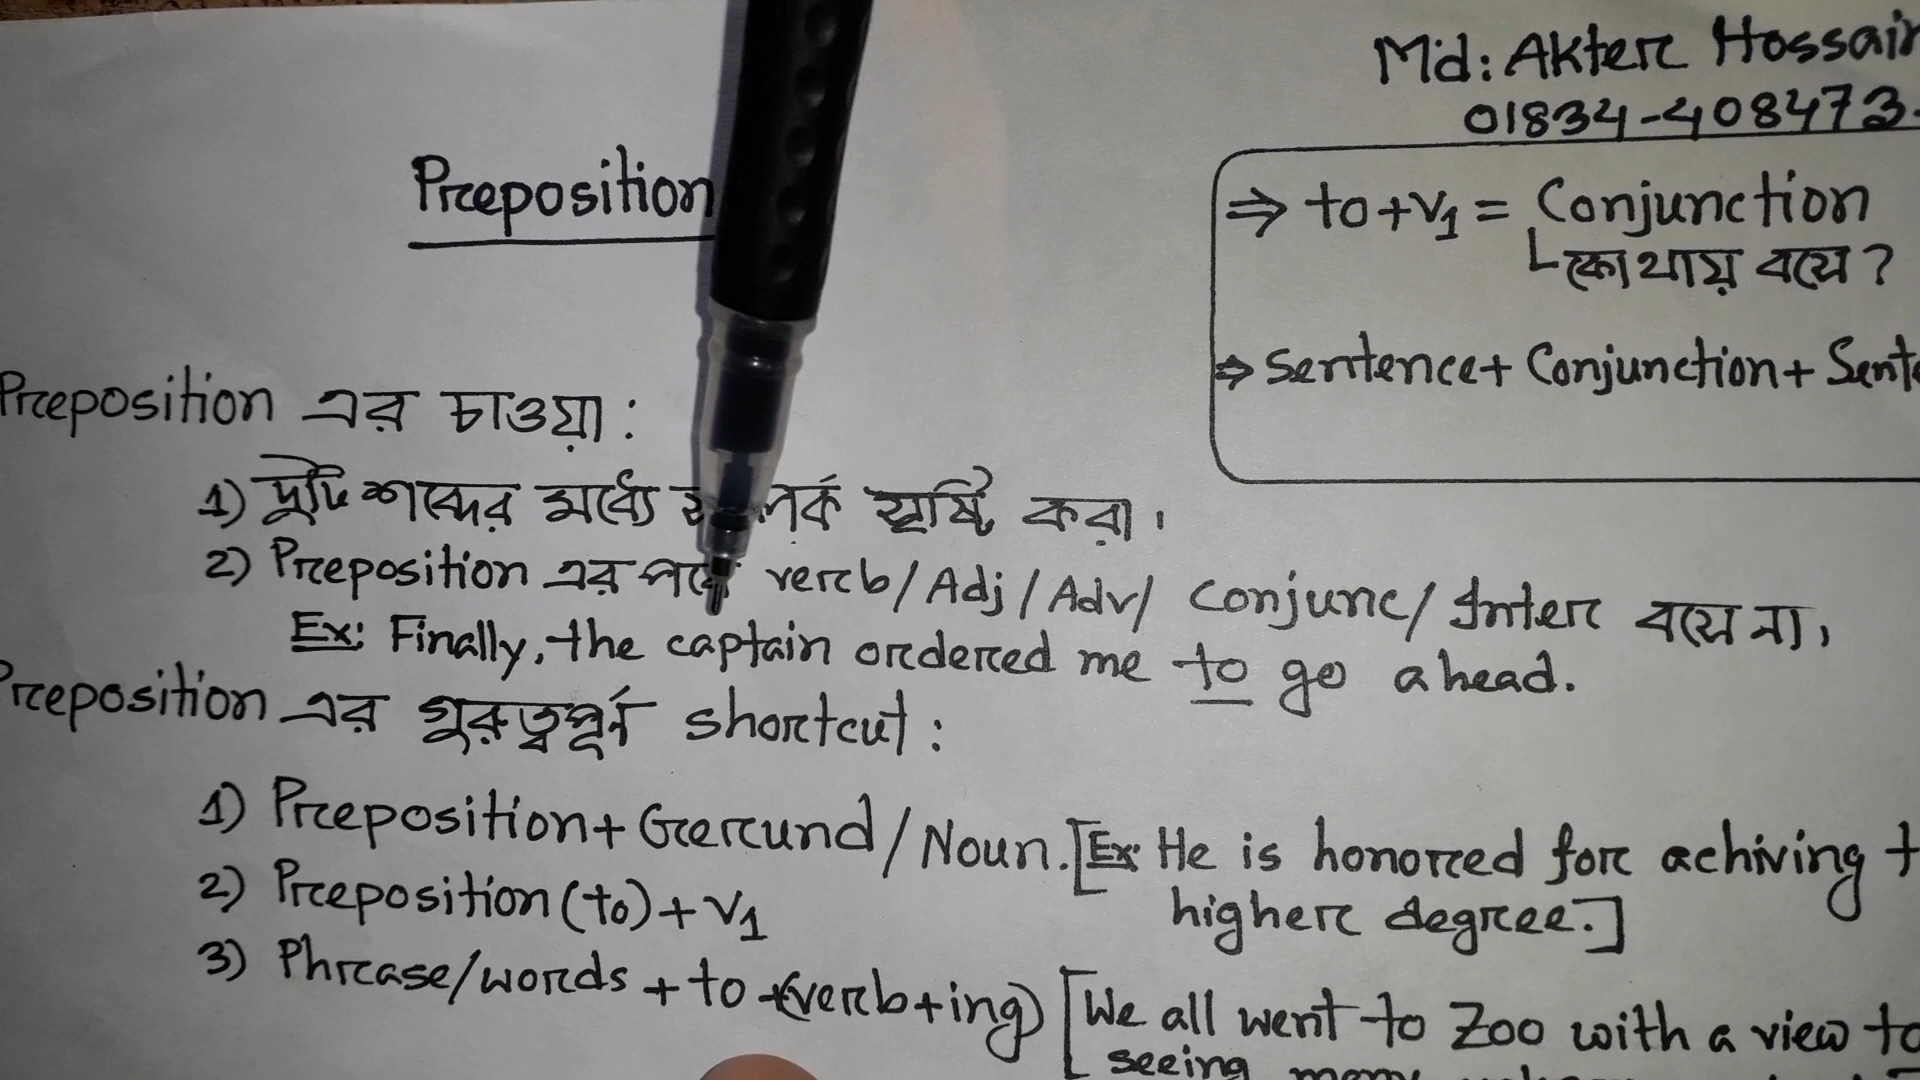 Md: Akter Hossain
01834-408473
Preposition
⇒ to+V1 = Conjunction
কোথায় বসে?
⇒ Sentence + Conjunction + Sent
Preposition এর চাওয়া:
1) দুটি শব্দের মধ্যে সম্পর্ক সৃষ্টি করা।
2) Preposition এর পরে verb/Adj/Adv/ Conjunc/Inter বসে না,
Ex: Finally, the captain ordered me to go ahead.
Preposition এর গুরুত্বপূর্ণ shortcut:
1) Preposition + Gerund/Noun. [Ex: He is honored for achiving t
higher degree.]
2) Preposition (to) + V1
3) Phrase/words + to +(verb+ing) [We all went to Zoo with a view to
seeing many